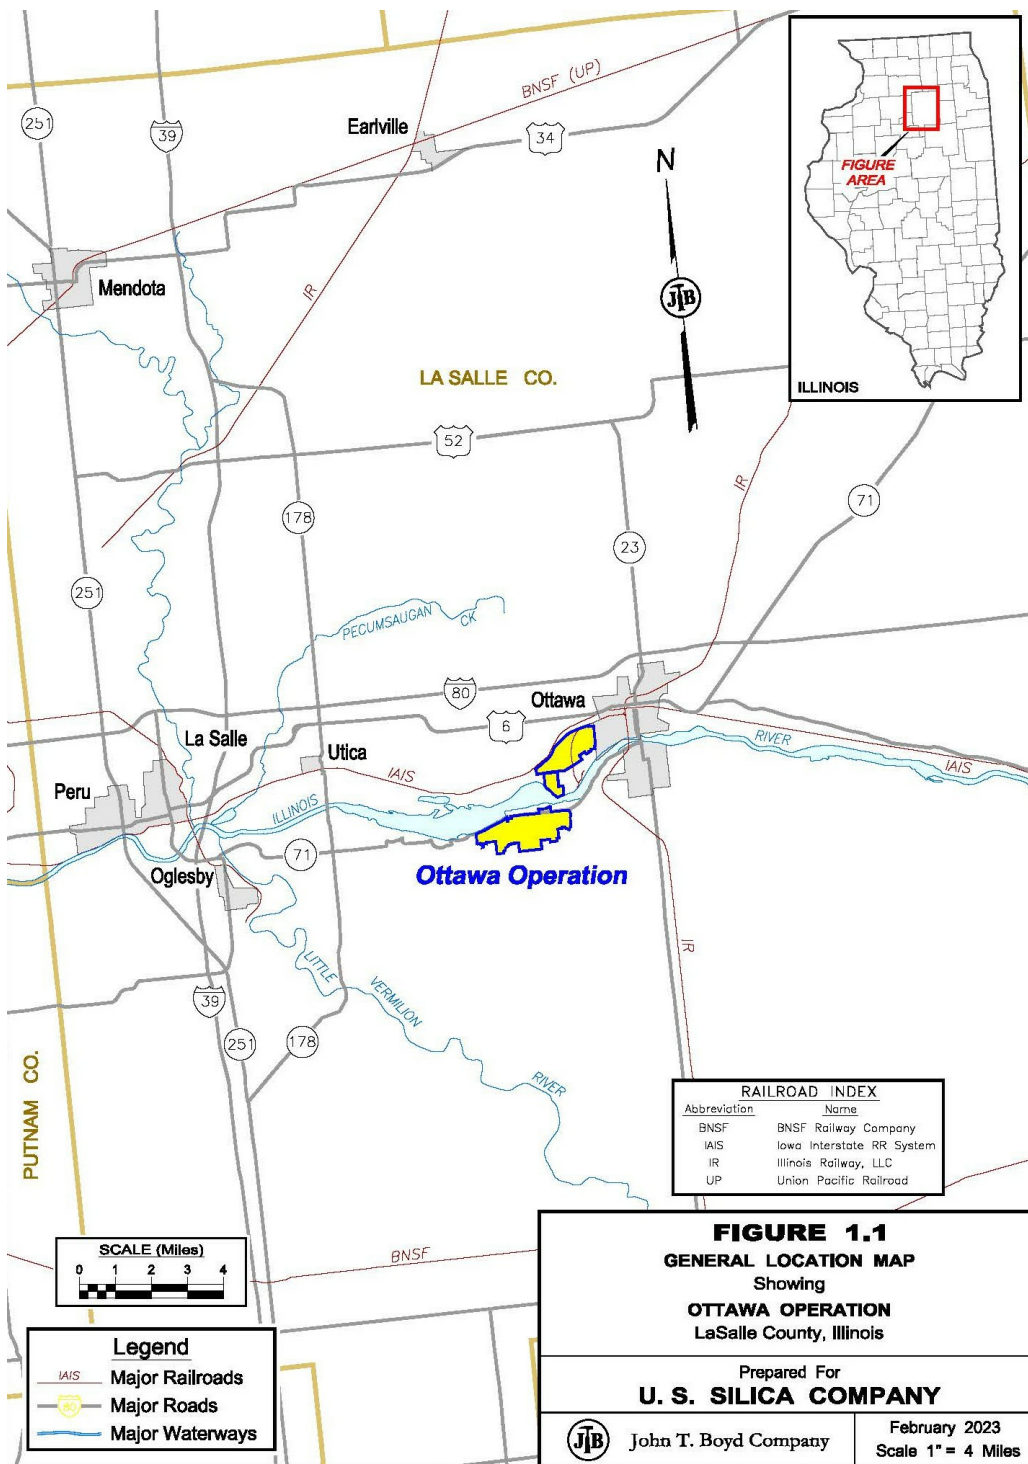 BNSF (UP)
251
39
Earlville
34
N
JTB
FIGURE
AREA
ILLINOIS
Mendota
IR
LA SALLE CO.
52
IR
71
178
23
251
PECUMSAUGAN
CK
80
Ottawa
6
La Salle
Utica
RIVER
IAIS
IAIS
Peru
ILLINOIS
71
Oglesby
Ottawa Operation
IR
LITTLE
VERMILION
39
251
178
RIVER
PUTNAM CO.
RAILROAD INDEX
Abbreviation Name
BNSF BNSF Railway Company
IAIS Iowa Interstate RR System
IR Illinois Railway, LLC
UP Union Pacific Railroad
BNSF
SCALE (Miles)
0 1 2 3 4
Legend
IAIS Major Railroads
80 Major Roads
Major Waterways
FIGURE 1.1
GENERAL LOCATION MAP
Showing
OTTAWA OPERATION
LaSalle County, Illinois
Prepared For
U. S. SILICA COMPANY
JTB John T. Boyd Company
February 2023
Scale 1" = 4 Miles